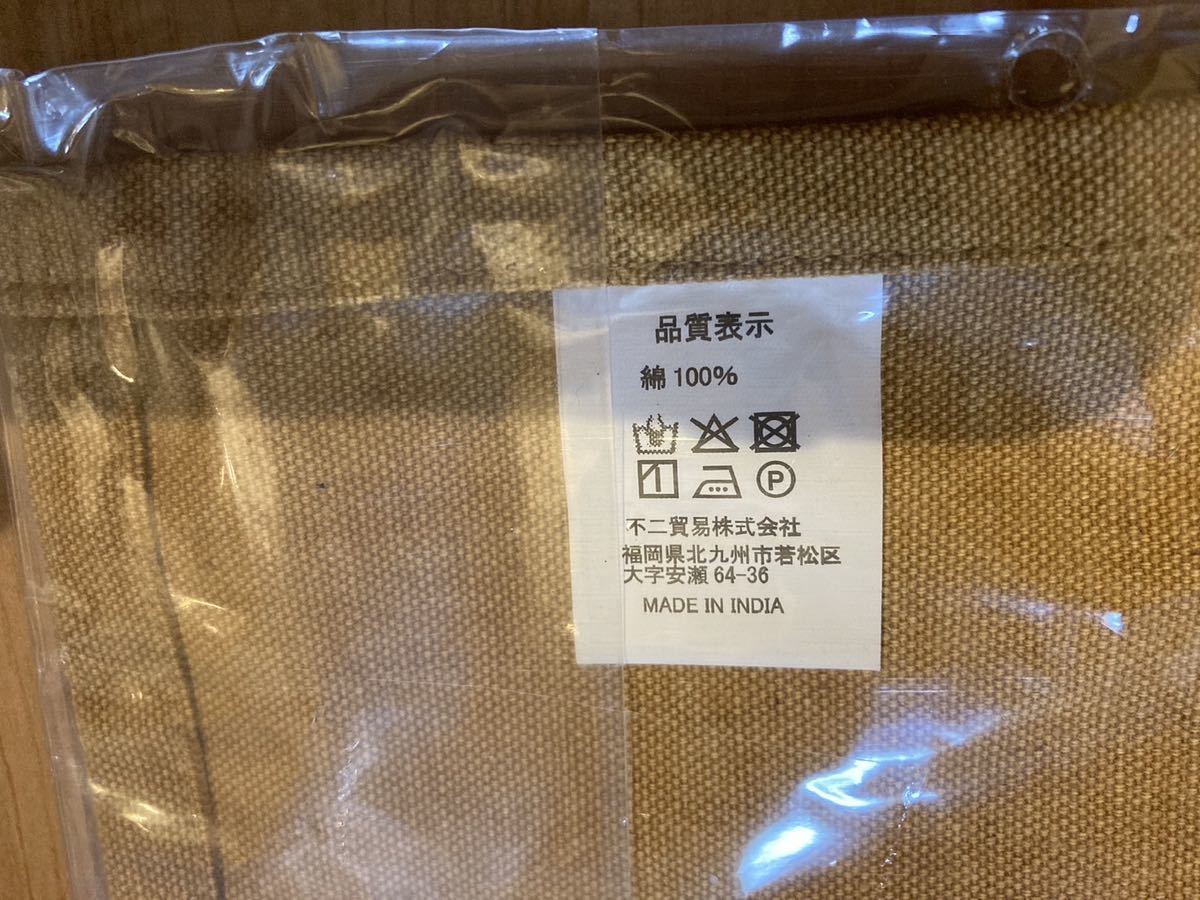 品質表示
綿 100%
P
不二貿易株式会社
福岡県北九州市若松区
大字安瀬 64-36
MADE IN INDIA